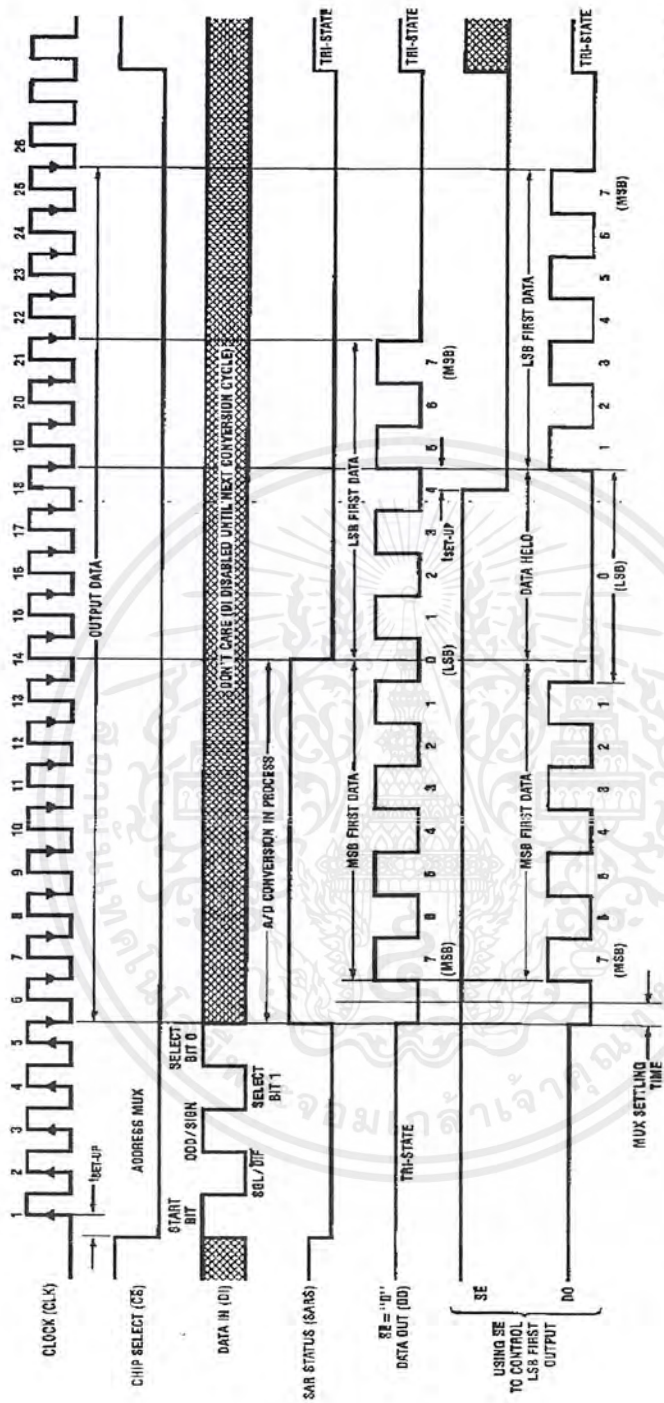 1 2 3 4 5 6 7 8 9 10 11 12 13 14 15 16 17 18 19 20 21 22 23 24 25 26
CLOCK (CLK)
tSET-UP
OUTPUT DATA
CHIP SELECT (CS)
ADDRESS MUX
START BIT
SGL/DIF
ODD/SIGN
SELECT BIT 1
SELECT BIT 0
DATA IN (DI)
DON'T CARE (DI DISABLED UNTIL NEXT CONVERSION CYCLE)
A/D CONVERSION IN PROCESS
SAR STATUS (SARS)
TRI-STATE
MSB FIRST DATA
LSB FIRST DATA
SE = "0"
DATA OUT (DO)
TRI-STATE
TRI-STATE
7 (MSB) 6 5 4 3 2 1 0 (LSB) 1 2 3 4 5 6 7 (MSB)
tSET-UP
SE
MSB FIRST DATA
DATA HELD
LSB FIRST DATA
USING SE TO CONTROL LSB FIRST OUTPUT
DO
TRI-STATE
7 (MSB) 6 5 4 3 2 1 0 (LSB) 1 2 3 4 5 6 7 (MSB)
MUX SETTLING TIME